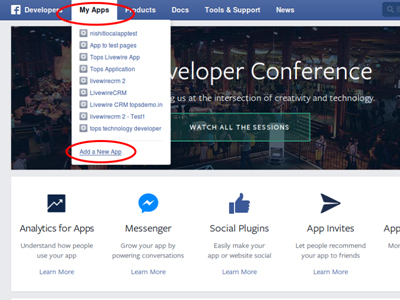 Developers My Apps Products Docs Tools & Support News
nishitlocalapptest
App to test pages
Tops Livewire App
Tops Application
livewirecrm 2
LivewireCRM
Livewire CRM topsdemo.in
livewirecrm 2 - Test1
tops technology developer
Add a New App
veloper Conference
ng us at the intersection of creativity and technology.
WATCH ALL THE SESSIONS
Analytics for Apps Messenger Social Plugins App Invites App
Understand how people Grow your app by Easily make your Let people recommend
use your app powering conversations app or website social your app to friends
Learn More Learn More Learn More Learn More